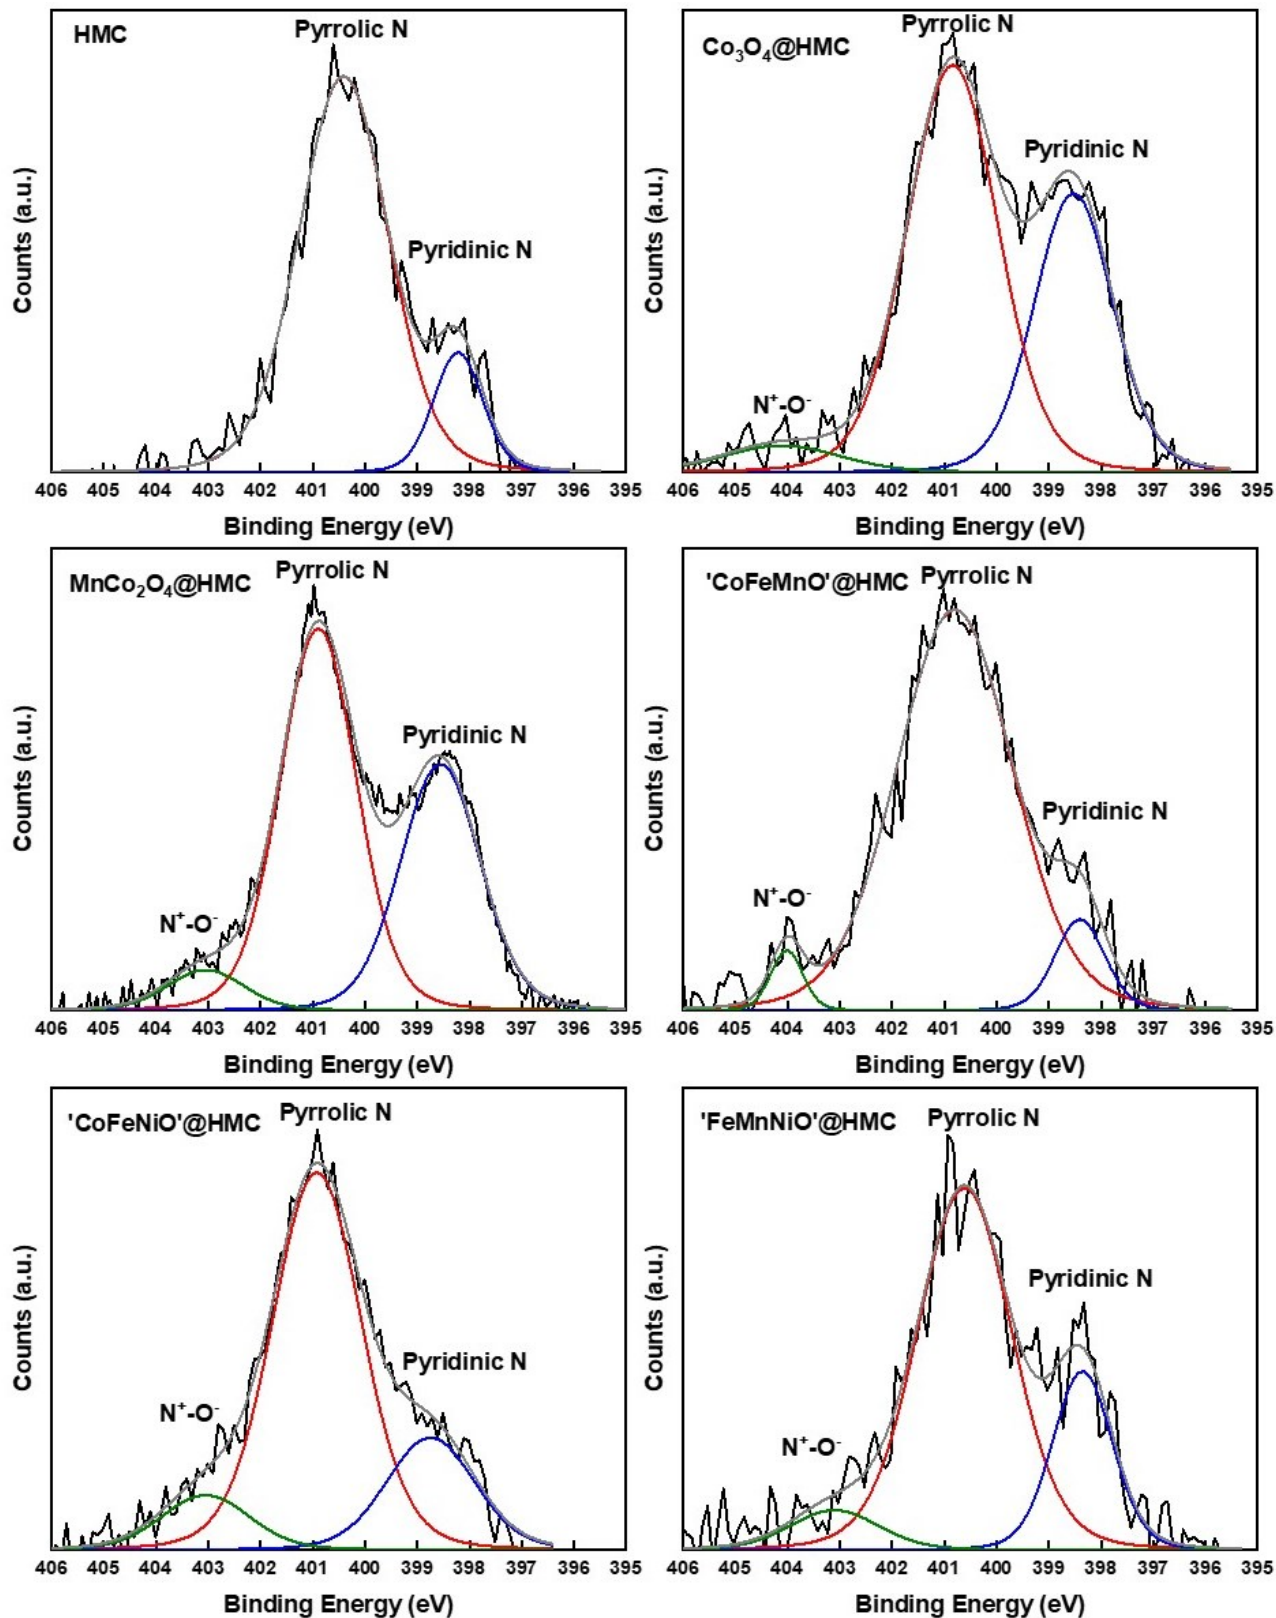 HMC
Pyrrolic N
Pyridinic N
Counts (a.u.)
406 405 404 403 402 401 400 399 398 397 396 395
Binding Energy (eV)
Co₃O₄@HMC
Pyrrolic N
Pyridinic N
N⁺-O⁻
Counts (a.u.)
406 405 404 403 402 401 400 399 398 397 396 395
Binding Energy (eV)
MnCo₂O₄@HMC
Pyrrolic N
Pyridinic N
N⁺-O⁻
Counts (a.u.)
406 405 404 403 402 401 400 399 398 397 396 395
Binding Energy (eV)
'CoFeMnO'@HMC
Pyrrolic N
Pyridinic N
N⁺-O⁻
Counts (a.u.)
406 405 404 403 402 401 400 399 398 397 396 395
Binding Energy (eV)
'CoFeNiO'@HMC
Pyrrolic N
Pyridinic N
N⁺-O⁻
Counts (a.u.)
406 405 404 403 402 401 400 399 398 397 396 395
Binding Energy (eV)
'FeMnNiO'@HMC
Pyrrolic N
Pyridinic N
N⁺-O⁻
Counts (a.u.)
406 405 404 403 402 401 400 399 398 397 396 395
Binding Energy (eV)